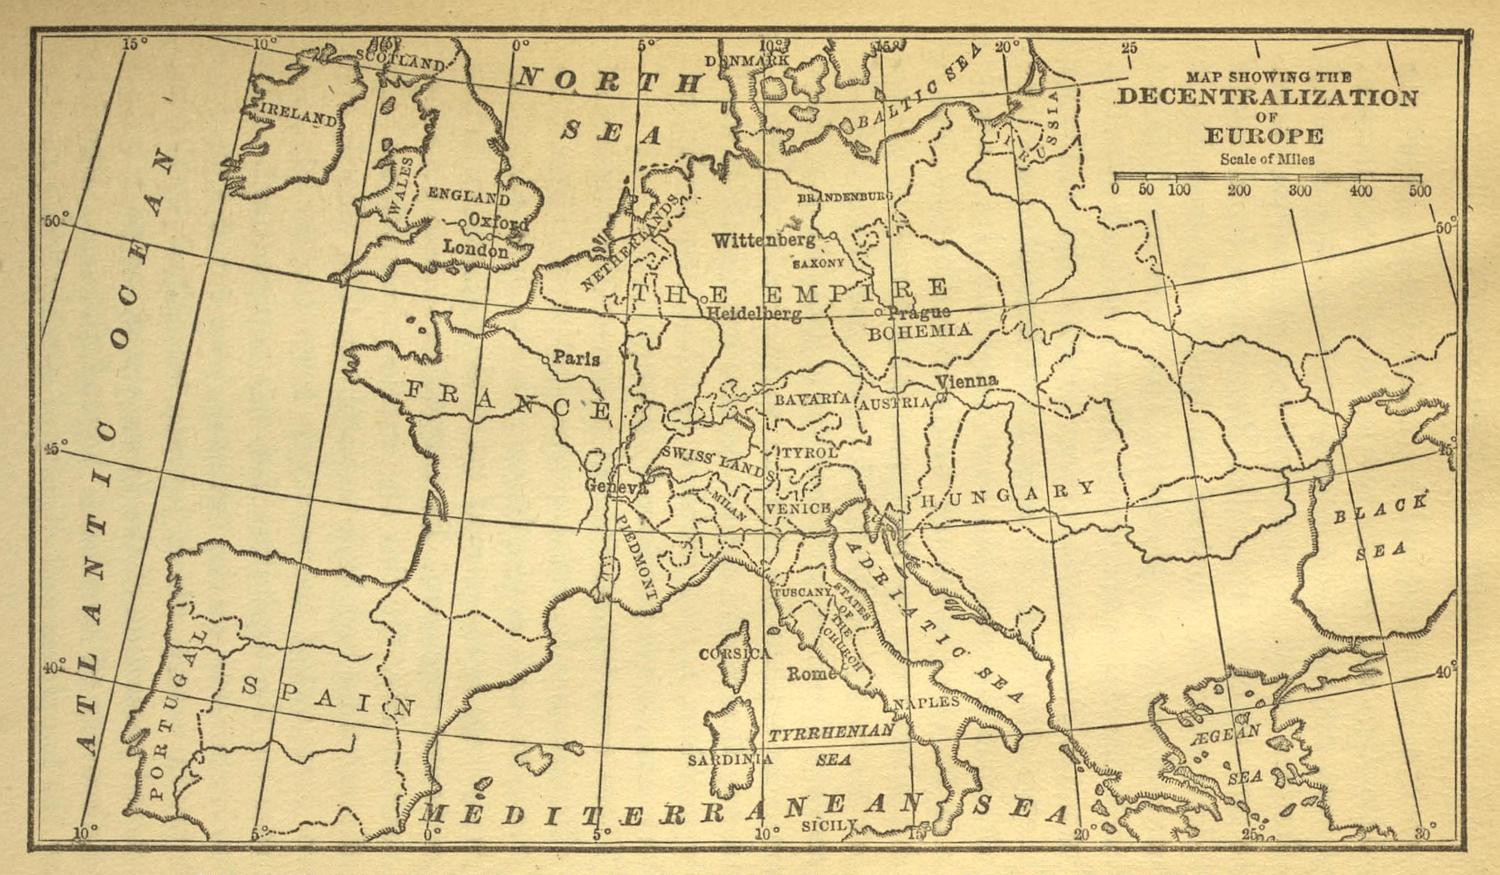 15° 10° 0° 5° 10° 15° 20° 25
MAP SHOWING THE
DECENTRALIZATION
OF
EUROPE
Scale of Miles
0 50 100 200 300 400 500
SCOTLAND
DENMARK
NORTH
SEA
BALTIC SEA
IRELAND
WALES
ENGLAND
Oxford
London
NETHERLANDS
BRANDENBURG
Wittenberg
SAXONY
50°
50°
ATLANTIC OCEAN
THE EMPIRE
Heidelberg
Prague
BOHEMIA
Paris
FRANCE
Vienna
BAVARIA
AUSTRIA
45°
SWISS LANDS
TYROL
Geneva
MILAN
VENICE
HUNGARY
PIEDMONT
BLACK
SEA
ADRIATIC SEA
TUSCANY
STATES
OF
THE
CHURCH
CORSICA
Rome
40°
40°
PORTUGAL
SPAIN
NAPLES
TYRRHENIAN
SEA
SARDINIA
ÆGEAN
SEA
MEDITERRANEAN SEA
SICILY
10° 5° 0° 5° 10° 15° 20° 25° 30°